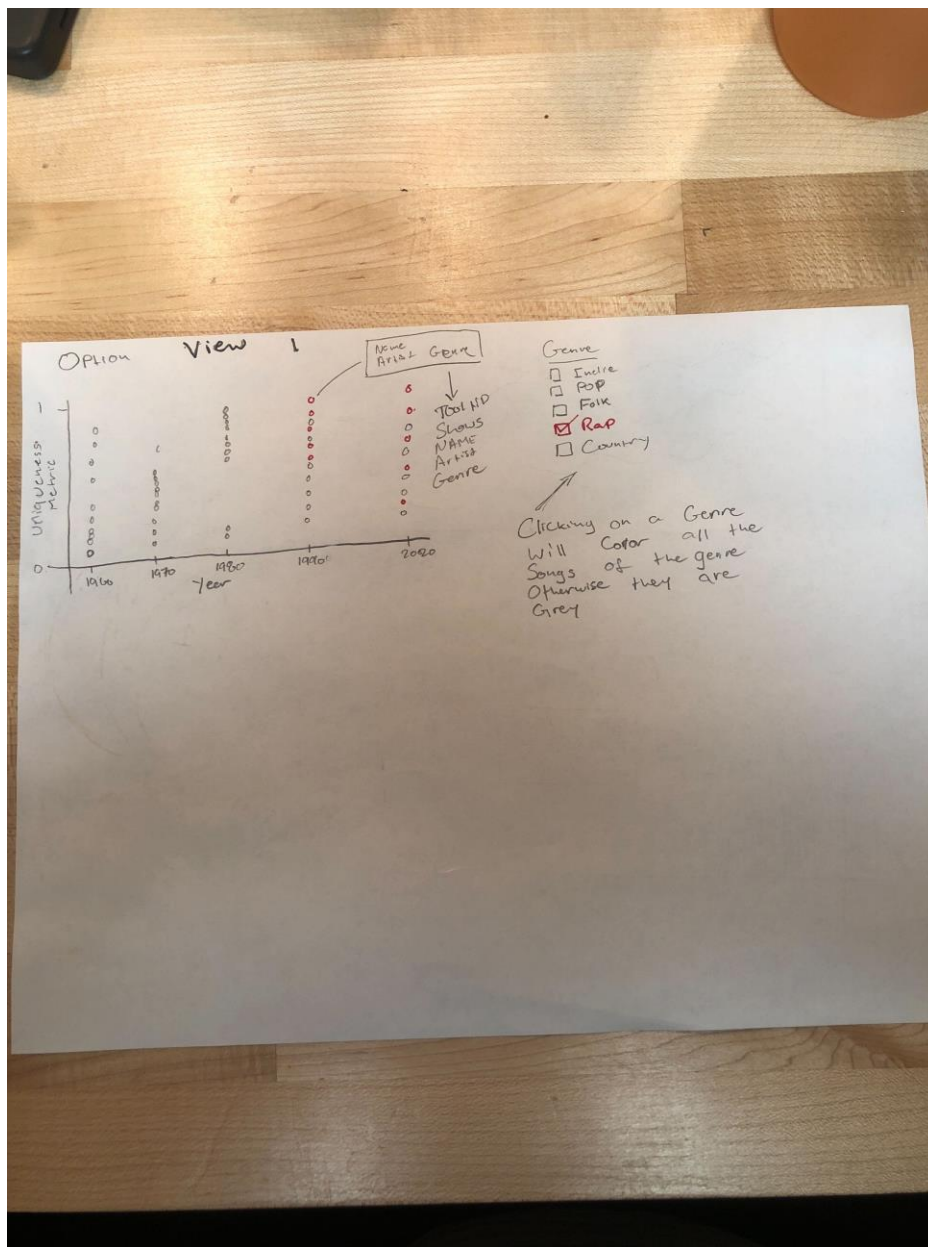 Option View 1
Name
Artist Genre
Genre
Indie
Pop
Folk
Rap
Country
Shows
NAME
Artist
Genre
1
Uniqueness
Metric
0
1960
1970
1980
1990
2020
Year
Clicking on a Genre
Will Color all the
Songs of the genre
Otherwise they are
Grey